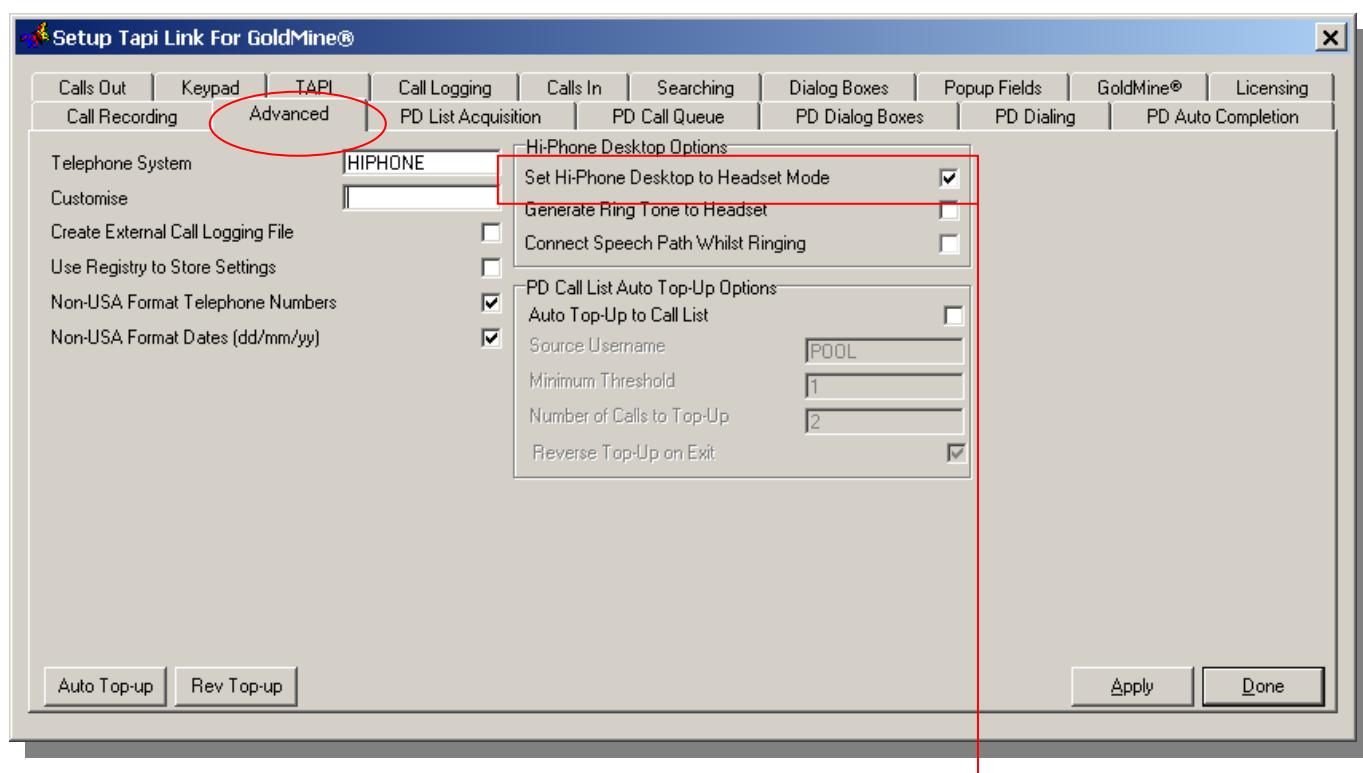 Setup Tapi Link For GoldMine®
Calls Out Keypad TAPI Call Logging Calls In Searching Dialog Boxes Popup Fields GoldMine® Licensing
Call Recording Advanced PD List Acquisition PD Call Queue PD Dialog Boxes PD Dialing PD Auto Completion
Telephone System HIPHONE
Customise
Create External Call Logging File
Use Registry to Store Settings
Non-USA Format Telephone Numbers
Non-USA Format Dates (dd/mm/yy)
Hi-Phone Desktop Options
Set Hi-Phone Desktop to Headset Mode
Generate Ring Tone to Headset
Connect Speech Path Whilst Ringing
PD Call List Auto Top-Up Options
Auto Top-Up to Call List
Source Username POOL
Minimum Threshold 1
Number of Calls to Top-Up 2
Reverse Top-Up on Exit
Auto Top-up Rev Top-up Apply Done